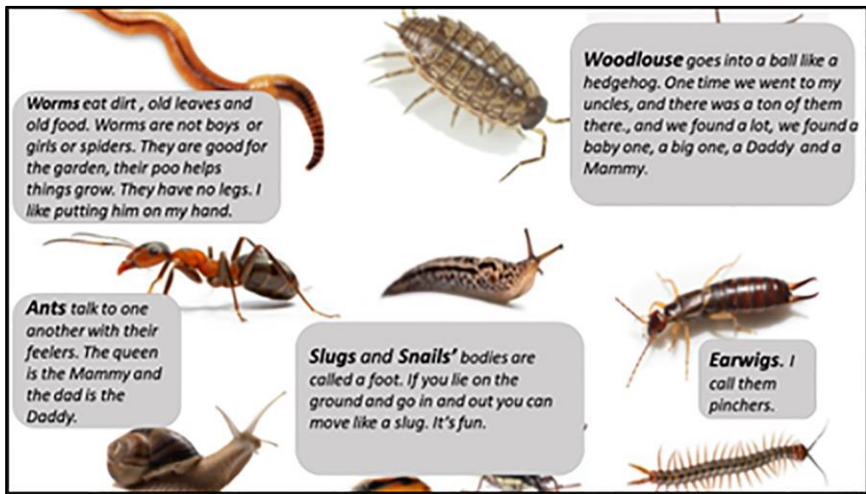 Worms eat dirt , old leaves and
old food. Worms are not boys or
girls or spiders. They are good for
the garden, their poo helps
things grow. They have no legs. I
like putting him on my hand.
Woodlouse goes into a ball like a
hedgehog. One time we went to my
uncles, and there was a ton of them
there., and we found a lot, we found a
baby one, a big one, a Daddy and a
Mammy.
Ants talk to one
another with their
feelers. The queen
is the Mammy and
the dad is the
Daddy.
Slugs and Snails' bodies are
called a foot. If you lie on the
ground and go in and out you can
move like a slug. It's fun.
Earwigs. I
call them
pinchers.